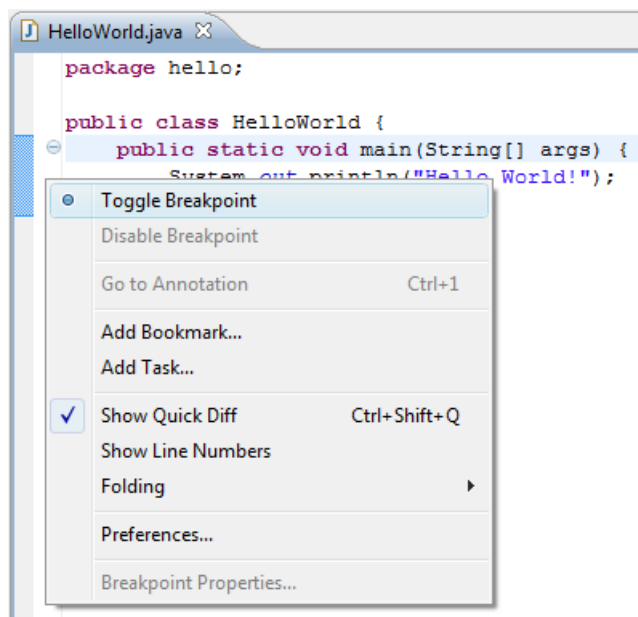 HelloWorld.java
package hello;
public class HelloWorld {
public static void main(String[] args) {
System.out.println("Hello World!");
Toggle Breakpoint
Disable Breakpoint
Go to Annotation Ctrl+1
Add Bookmark...
Add Task...
Show Quick Diff Ctrl+Shift+Q
Show Line Numbers
Folding
Preferences...
Breakpoint Properties...